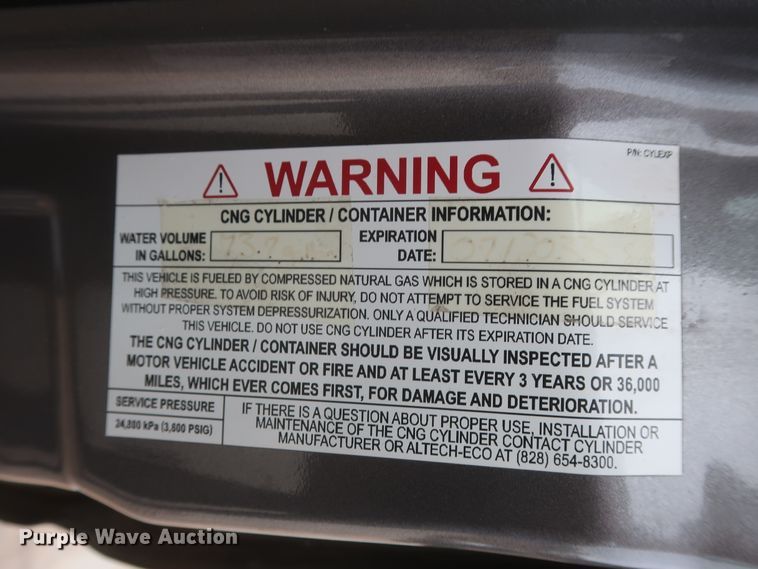 P/N: CYLEXP
WARNING
CNG CYLINDER / CONTAINER INFORMATION:
WATER VOLUME
IN GALLONS:
EXPIRATION
DATE:
THIS VEHICLE IS FUELED BY COMPRESSED NATURAL GAS WHICH IS STORED IN A CNG CYLINDER AT
HIGH PRESSURE. TO AVOID RISK OF INJURY, DO NOT ATTEMPT TO SERVICE THE FUEL SYSTEM
WITHOUT PROPER SYSTEM DEPRESSURIZATION. ONLY A QUALIFIED TECHNICIAN SHOULD SERVICE
THIS VEHICLE. DO NOT USE CNG CYLINDER AFTER ITS EXPIRATION DATE.
THE CNG CYLINDER / CONTAINER SHOULD BE VISUALLY INSPECTED AFTER A
MOTOR VEHICLE ACCIDENT OR FIRE AND AT LEAST EVERY 3 YEARS OR 36,000
MILES, WHICH EVER COMES FIRST, FOR DAMAGE AND DETERIORATION.
SERVICE PRESSURE
24,800 kPa (3,600 PSIG)
IF THERE IS A QUESTION ABOUT PROPER USE, INSTALLATION OR
MAINTENANCE OF THE CNG CYLINDER CONTACT CYLINDER
MANUFACTURER OR ALTECH-ECO AT (828) 654-8300.
Purple Wave Auction